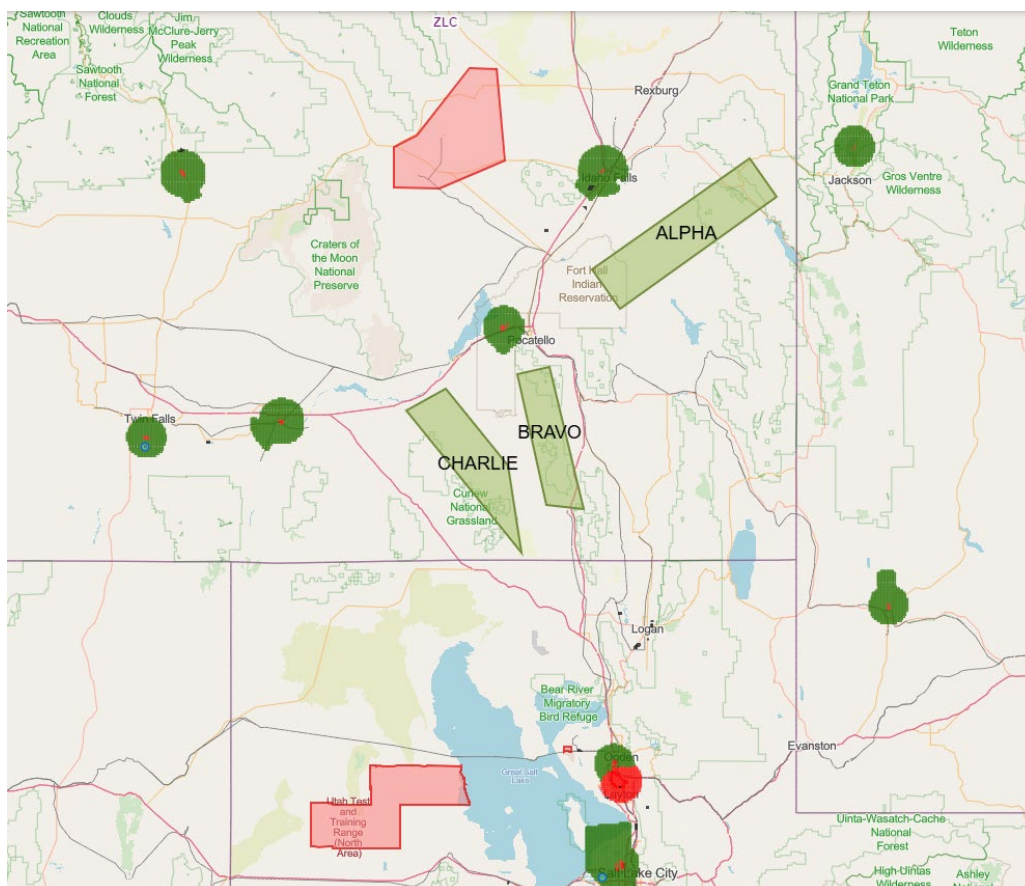 Sawtooth
National
Recreation
Area
Clouds
Wilderness
Jim
McClure-Jerry
Peak
Wilderness
Sawtooth
National
Forest
ZLC
Teton
Wilderness
Rexburg
Grand Teton
National Park
Idaho Falls
Jackson
Gros Ventre
Wilderness
ALPHA
Craters
of the Moon
National
Preserve
Fort Hall
Indian
Reservation
Pocatello
Twin Falls
BRAVO
CHARLIE
Curlew
National
Grassland
Logan
Bear River
Migratory
Bird Refuge
Evanston
Ogden
Great Salt
Lake
Layton
Utah Test
and
Training
Range
(North
Area)
Uinta-Wasatch-Cache
National
Forest
Salt Lake City
High Uintas
Wilderness
Ashley